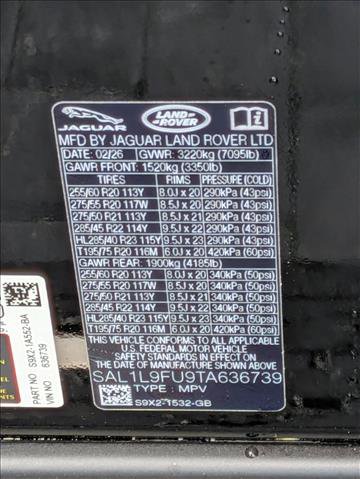 JAGUAR
LAND ROVER
MFD BY JAGUAR LAND ROVER LTD
DATE: 02/26 GVWR: 3220kg (7095lb)
GAWR FRONT: 1520kg (3350lb)
TIRES RIMS PRESSURE (COLD)
255/60 R20 113Y 8.0J x 20 290kPa (43psi)
275/55 R20 117W 8.0J x 20 290kPa (43psi)
275/50 R21 113Y 8.5J x 21 290kPa (43psi)
285/45 R22 114Y 9.5J x 22 290kPa (43psi)
HL285/40 R23 115Y 9.5J x 23 290kPa (43psi)
T195/75 R20 116M 6.0J x 20 420kPa (60psi)
GAWR REAR: 1900kg (4185lb)
255/60 R20 113Y 8.0J x 20 340kPa (50psi)
275/55 R20 117W 8.0J x 20 340kPa (50psi)
275/50 R21 113Y 8.5J x 21 340kPa (50psi)
285/45 R22 114Y 9.5J x 22 340kPa (50psi)
HL285/40 R23 115Y 9.5J x 23 340kPa (50psi)
T195/75 R20 116M 6.0J x 20 420kPa (60psi)
THIS VEHICLE CONFORMS TO ALL APPLICABLE
U.S. FEDERAL MOTOR VEHICLE
SAFETY STANDARDS IN EFFECT ON THE
DATE OF MANUFACTURE SHOWN ABOVE
SAL1L9FU9TA636739
TYPE: MPV
S9X2-1532-GB
S9X2-1A552-BA
VIN NO 636739